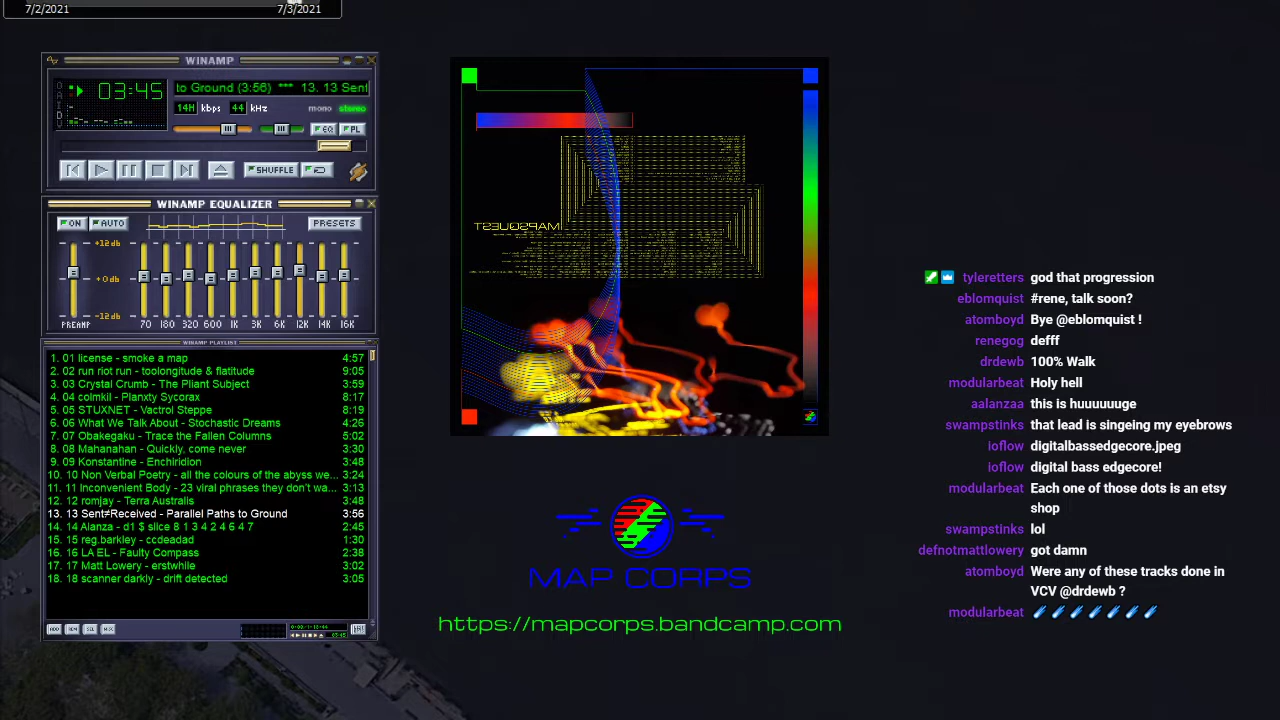 7/2/2021
7/3/2021
WINAMP
03:45
to Ground (3:56) *** 13. 13 Sent
14H kbps 44 kHz mono stereo
EQ PL
SHUFFLE
WINAMP EQUALIZER
ON AUTO PRESETS
+12db
+0db
-12db
PREAMP 70 180 320 600 1K 3K 6K 12K 14K 16K
WINAMP PLAYLIST
1. 01 license - smoke a map 4:57
2. 02 run riot run - toolongitude & flatitude 9:05
3. 03 Crystal Crumb - The Pliant Subject 3:59
4. 04 colmkil - Planxty Sycorax 8:17
5. 05 STUXNET - Vactrol Steppe 8:19
6. 06 What We Talk About - Stochastic Dreams 4:26
7. 07 Obakegaku - Trace the Fallen Columns 5:02
8. 08 Mahanahan - Quickly, come never 3:30
9. 09 Konstantine - Enchiridion 3:48
10. 10 Non Verbal Poetry - all the colours of the abyss we... 3:24
11. 11 Inconvenient Body - 23 viral phrases they don't wa... 3:13
12. 12 romjay - Terra Australis 3:48
13. 13 Sent≠Received - Parallel Paths to Ground 3:56
14. 14 Alanza - d1 $ slice 8 1 3 4 2 4 6 4 7 2:45
15. 15 reg.barkley - ccdeadad 1:30
16. 16 LA EL - Faulty Compass 2:38
17. 17 Matt Lowery - erstwhile 3:02
18. 18 scanner darkly - drift detected 3:05
MAPSQUEST
MAP CORPS
https://mapcorps.bandcamp.com
tyleretters god that progression
eblomquist #rene, talk soon?
atomboyd Bye @eblomquist !
renegog defff
drdewb 100% Walk
modularbeat Holy hell
aalanzaa this is huuuuuge
swampstinks that lead is singeing my eyebrows
ioflow digitalbassedgecore.jpeg
ioflow digital bass edgecore!
modularbeat Each one of those dots is an etsy
shop
swampstinks lol
defnotmattlowery got damn
atomboyd Were any of these tracks done in
VCV @drdewb ?
modularbeat